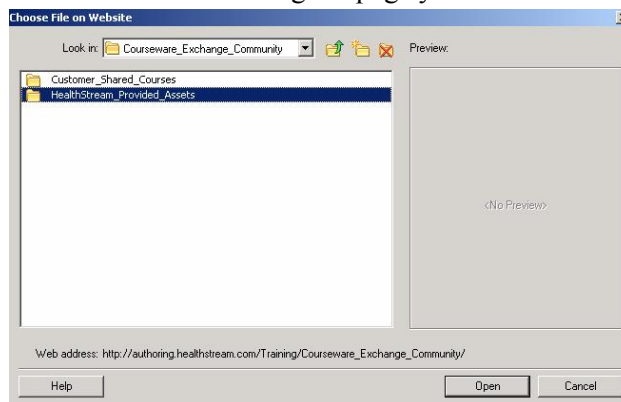 Choose File on Website
Look in: Courseware_Exchange_Community
Preview:
Customer_Shared_Courses
HealthStream_Provided_Assets
<No Preview>
Web address: http://authoring.healthstream.com/Training/Courseware_Exchange_Community/
Help
Open
Cancel